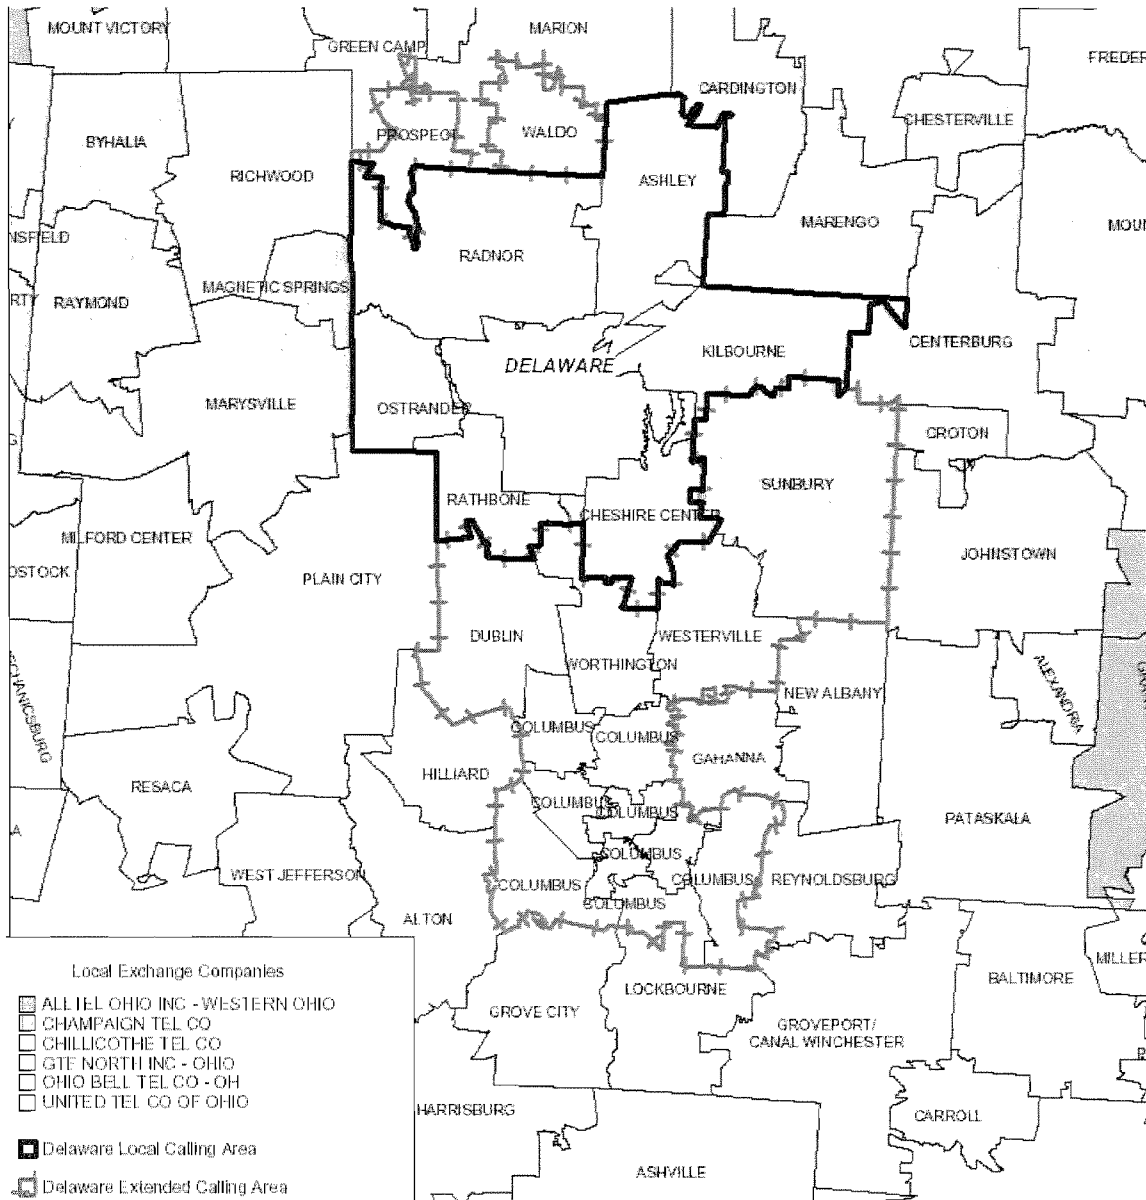 MOUNT VICTORY
MARION
GREEN CAMP
FREDER
CARDINGTON
CHESTERVILLE
BYHALIA
PROSPECT
WALDO
RICHWOOD
ASHLEY
MARENGO
MOUN
NSFIELD
RADNOR
MAGNETIC SPRINGS
RTY
RAYMOND
CENTERBURG
KILBOURNE
DELAWARE
MARYSVILLE
OSTRANDER
CROTON
SUNBURY
RATHBONE
CHESHIRE CENTER
MILFORD CENTER
JOHNSTOWN
OSTOCK
PLAIN CITY
DUBLIN
WESTERVILLE
WORTHINGTON
ALEXANDRIA
NEW ALBANY
ECHANICSBURG
COLUMBUS
COLUMBUS
GAHANNA
HILLIARD
RESACA
COLUMBUS
COLUMBUS
PATASKALA
A
COLUMBUS
WEST JEFFERSON
COLUMBUS
COLUMBUS
REYNOLDSBURG
COLUMBUS
ALTON
MILLER
BALTIMORE
LOCKBOURNE
GROVE CITY
GROVEPORT/
CANAL WINCHESTER
HARRISBURG
CARROLL
ASHVILLE
Local Exchange Companies
ALLTEL OHIO INC - WESTERN OHIO
CHAMPAIGN TEL CO
CHILLICOTHE TEL CO
GTE NORTH INC - OHIO
OHIO BELL TEL CO - OH
UNITED TEL CO OF OHIO
Delaware Local Calling Area
Delaware Extended Calling Area